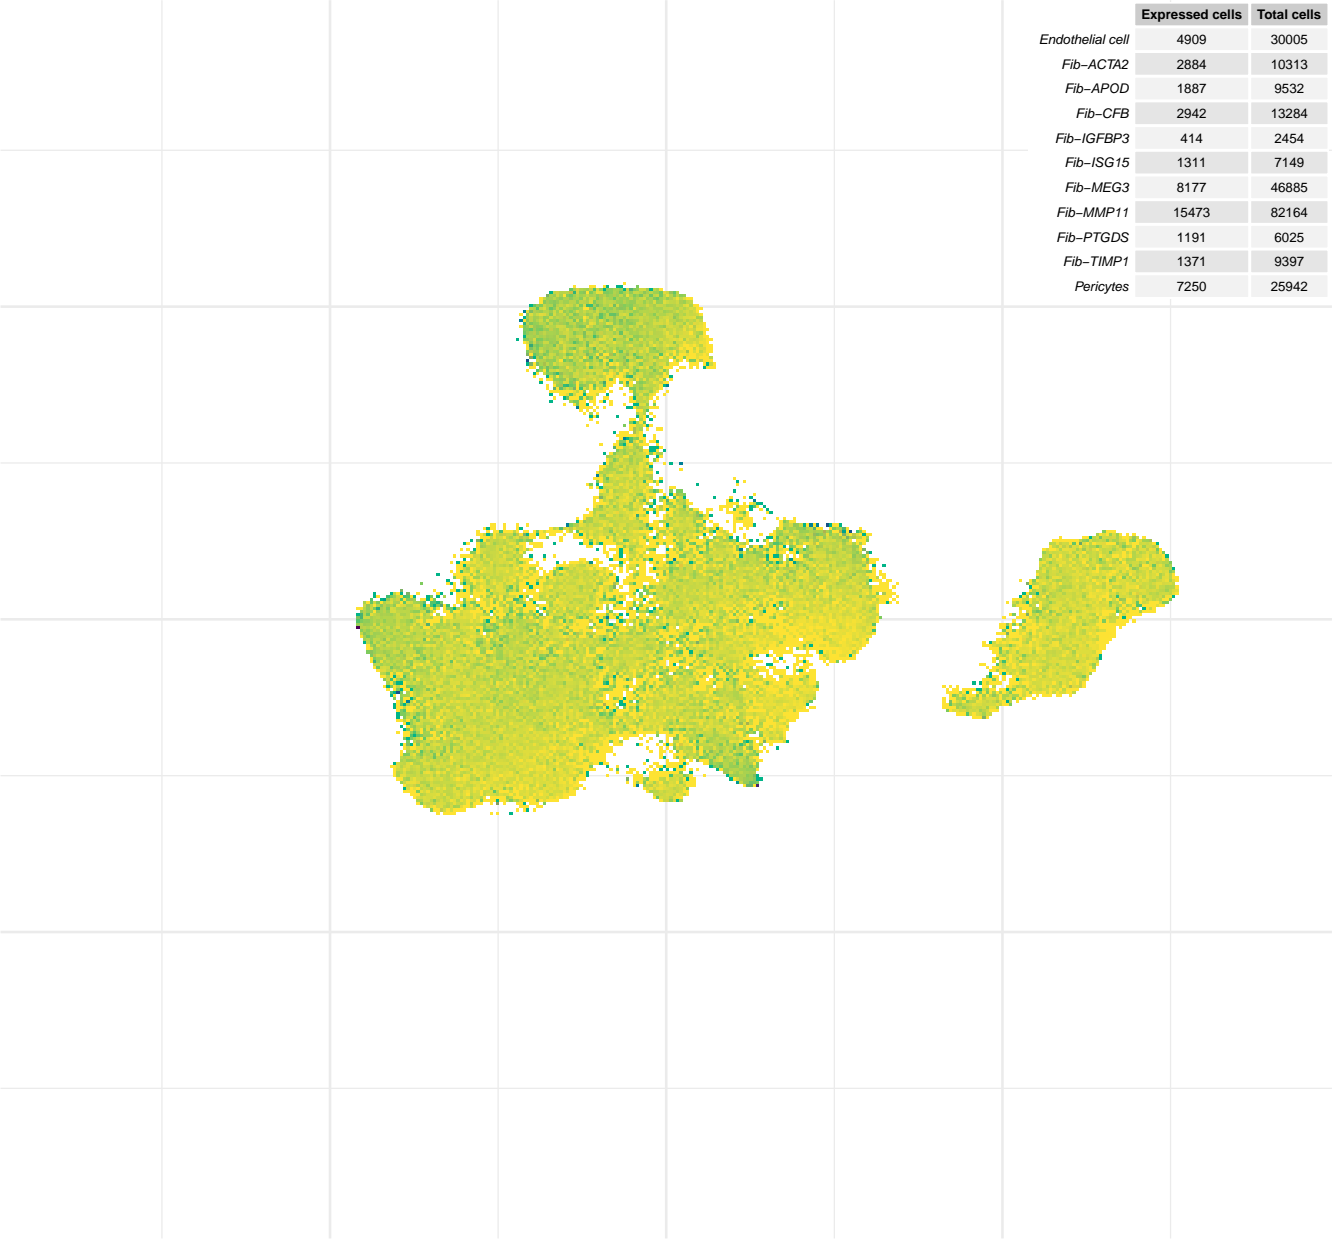 Expressed cells Total cells
Endothelial cell 4909 30005
Fib−ACTA2 2884 10313
Fib−APOD 1887 9532
Fib−CFB 2942 13284
Fib−IGFBP3 414 2454
Fib−ISG15 1311 7149
Fib−MEG3 8177 46885
Fib−MMP11 15473 82164
Fib−PTGDS 1191 6025
Fib−TIMP1 1371 9397
Pericytes 7250 25942